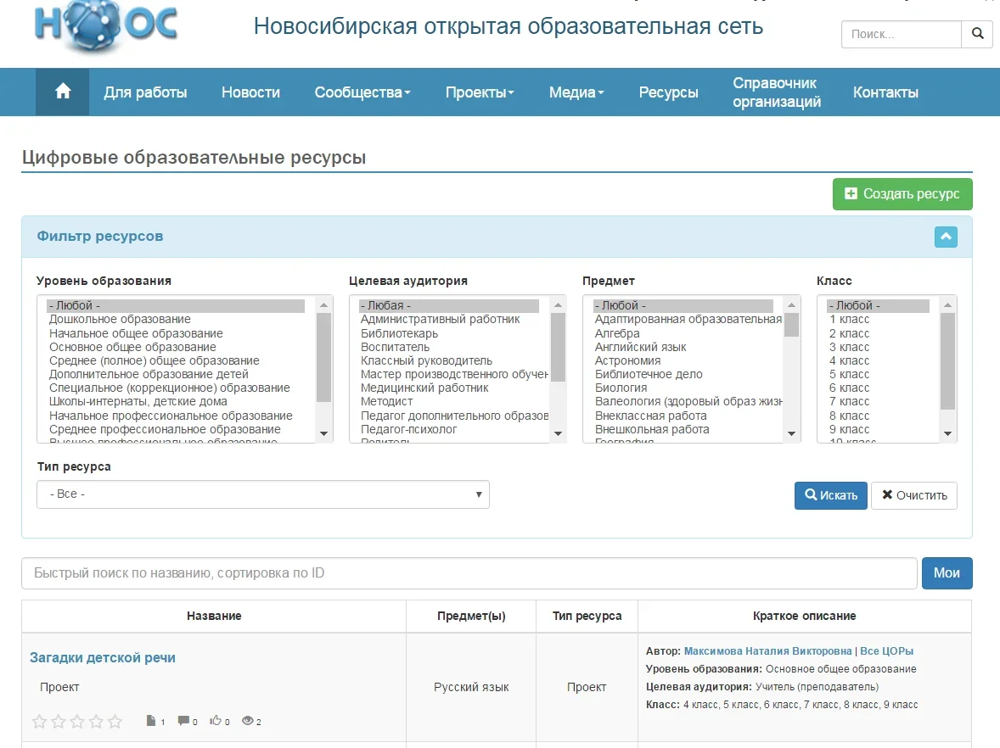 НООС
Новосибирская открытая образовательная сеть
Поиск...
Для работы
Новости
Сообщества
Проекты
Медиа
Ресурсы
Справочник
организаций
Контакты
Цифровые образовательные ресурсы
Создать ресурс
Фильтр ресурсов
Уровень образования
- Любой -
Дошкольное образование
Начальное общее образование
Основное общее образование
Среднее (полное) общее образование
Дополнительное образование детей
Специальное (коррекционное) образование
Школы-интернаты, детские дома
Начальное профессиональное образование
Среднее профессиональное образование
Высшее профессиональное образование
Целевая аудитория
- Любая -
Административный работник
Библиотекарь
Воспитатель
Классный руководитель
Мастер производственного обучен
Медицинский работник
Методист
Педагог дополнительного образов
Педагог-психолог
Родитель
Предмет
- Любой -
Адаптированная образовательная
Алгебра
Английский язык
Астрономия
Библиотечное дело
Биология
Валеология (здоровый образ жизн
Внеклассная работа
Внешкольная работа
География
Класс
- Любой -
1 класс
2 класс
3 класс
4 класс
5 класс
6 класс
7 класс
8 класс
9 класс
10 класс
Тип ресурса
- Все -
Искать
Очистить
Быстрый поиск по названию, сортировка по ID
Мои
Название
Предмет(ы)
Тип ресурса
Краткое описание
Загадки детской речи
Проект
1 0 0 2
Русский язык
Проект
Автор: Максимова Наталия Викторовна | Все ЦОРы
Уровень образования: Основное общее образование
Целевая аудитория: Учитель (преподаватель)
Класс: 4 класс, 5 класс, 6 класс, 7 класс, 8 класс, 9 класс